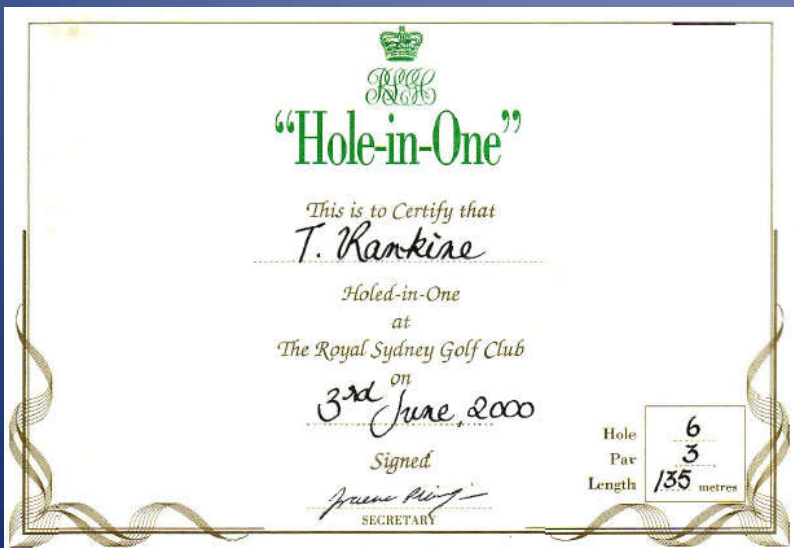 "Hole-in-One"
This is to Certify that
T. Rankine
Holed-in-One
at
The Royal Sydney Golf Club
on
3rd June, 2000
Signed
SECRETARY
Hole 6
Par 3
Length 135 metres